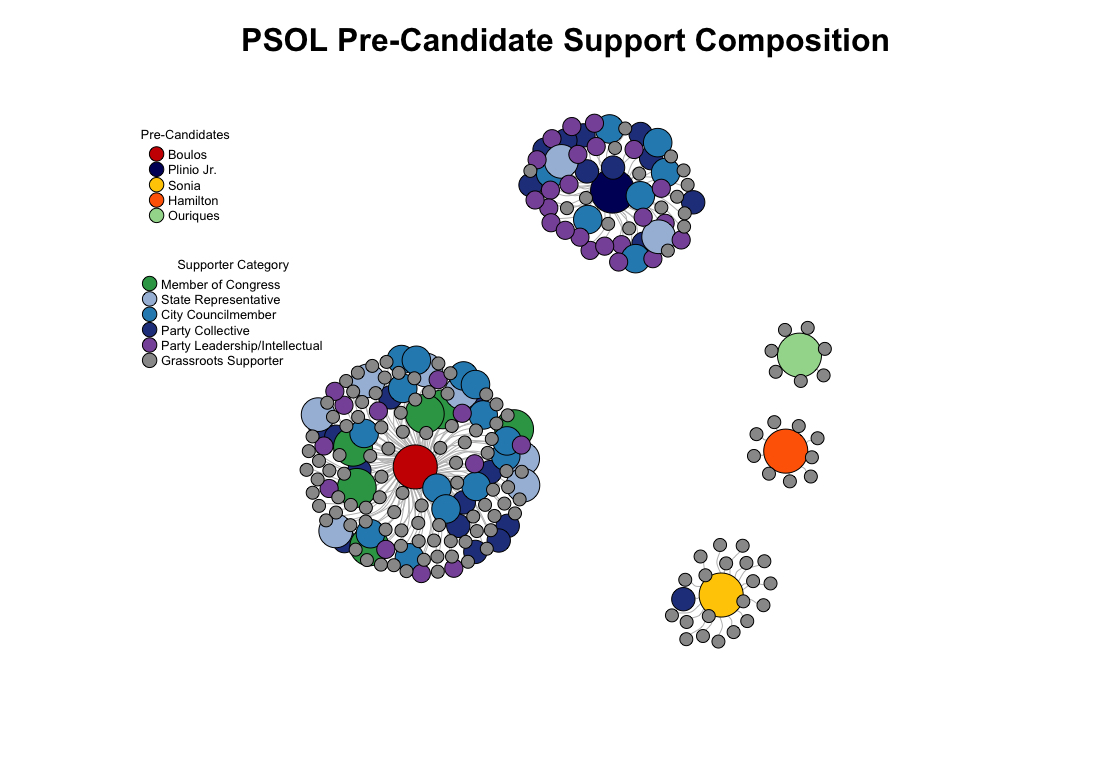 PSOL Pre-Candidate Support Composition
Pre-Candidates
Boulos
Plinio Jr.
Sonia
Hamilton
Ouriques
Supporter Category
Member of Congress
State Representative
City Councilmember
Party Collective
Party Leadership/Intellectual
Grassroots Supporter